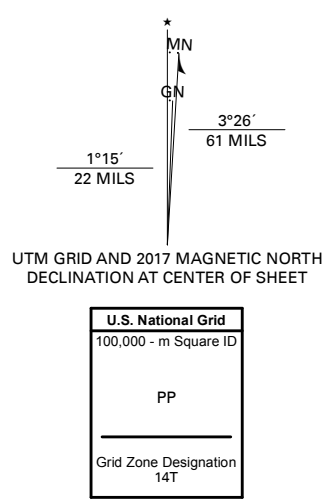 MN
GN
3°26´
61 MILS
1°15´
22 MILS
UTM GRID AND 2017 MAGNETIC NORTH
DECLINATION AT CENTER OF SHEET
U.S. National Grid
100,000 - m Square ID
PP
Grid Zone Designation
14T